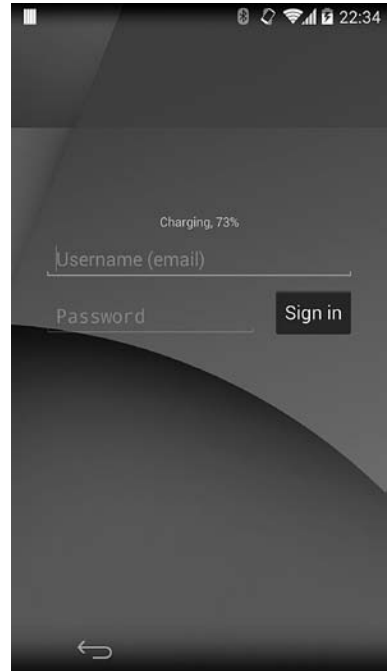 22:34
Charging, 73%
Username (email)
Password
Sign in